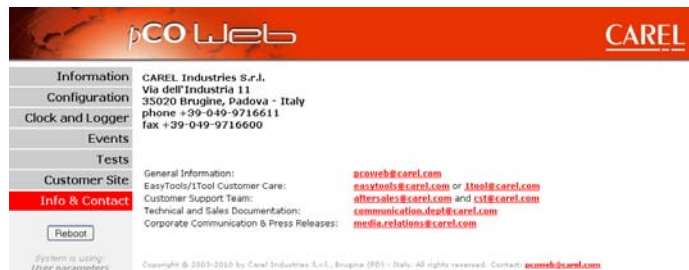 pCO Web
CAREL
Information
Configuration
Clock and Logger
Events
Tests
Customer Site
Info & Contact
Reboot
System is using:
User parameters
CAREL Industries S.r.l.
Via dell'Industria 11
35020 Brugine, Padova - Italy
phone +39-049-9716611
fax +39-049-9716600
General Information: pcoweb@carel.com
EasyTools/1Tool Customer Care: easytools@carel.com or 1tool@carel.com
Customer Support Team: aftersales@carel.com and cst@carel.com
Technical and Sales Documentation: communication.dept@carel.com
Corporate Communication & Press Releases: media.relations@carel.com
Copyright © 2003-2010 by Carel Industries S.r.l., Brugine (PD) - Italy. All rights reserved. Contact: pcoweb@carel.com